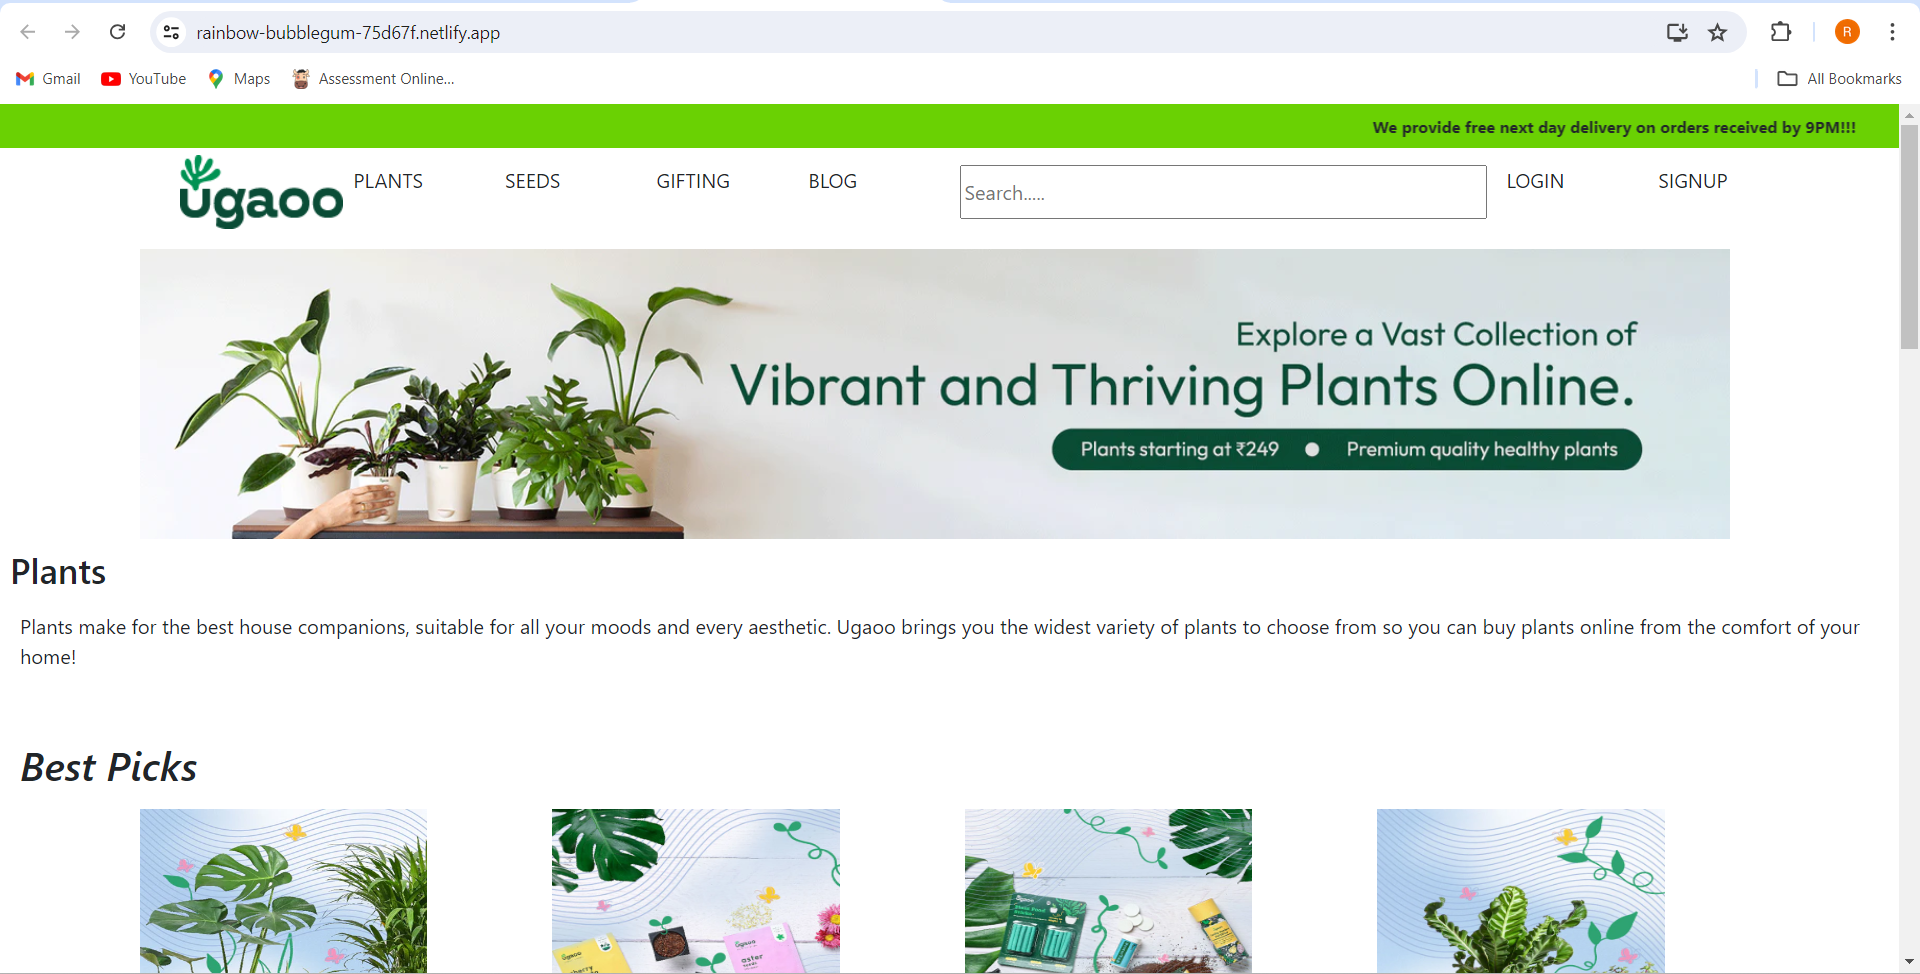 rainbow-bubblegum-75d67f.netlify.app
R
Gmail
YouTube
Maps
Assessment Online...
All Bookmarks
We provide free next day delivery on orders received by 9PM!!!
ugaoo
PLANTS
SEEDS
GIFTING
BLOG
Search.....
LOGIN
SIGNUP
Explore a Vast Collection of
Vibrant and Thriving Plants Online.
Plants starting at ₹249 ● Premium quality healthy plants
Plants
Plants make for the best house companions, suitable for all your moods and every aesthetic. Ugaoo brings you the widest variety of plants to choose from so you can buy plants online from the comfort of your
home!
Best Picks
ugaoo
aster